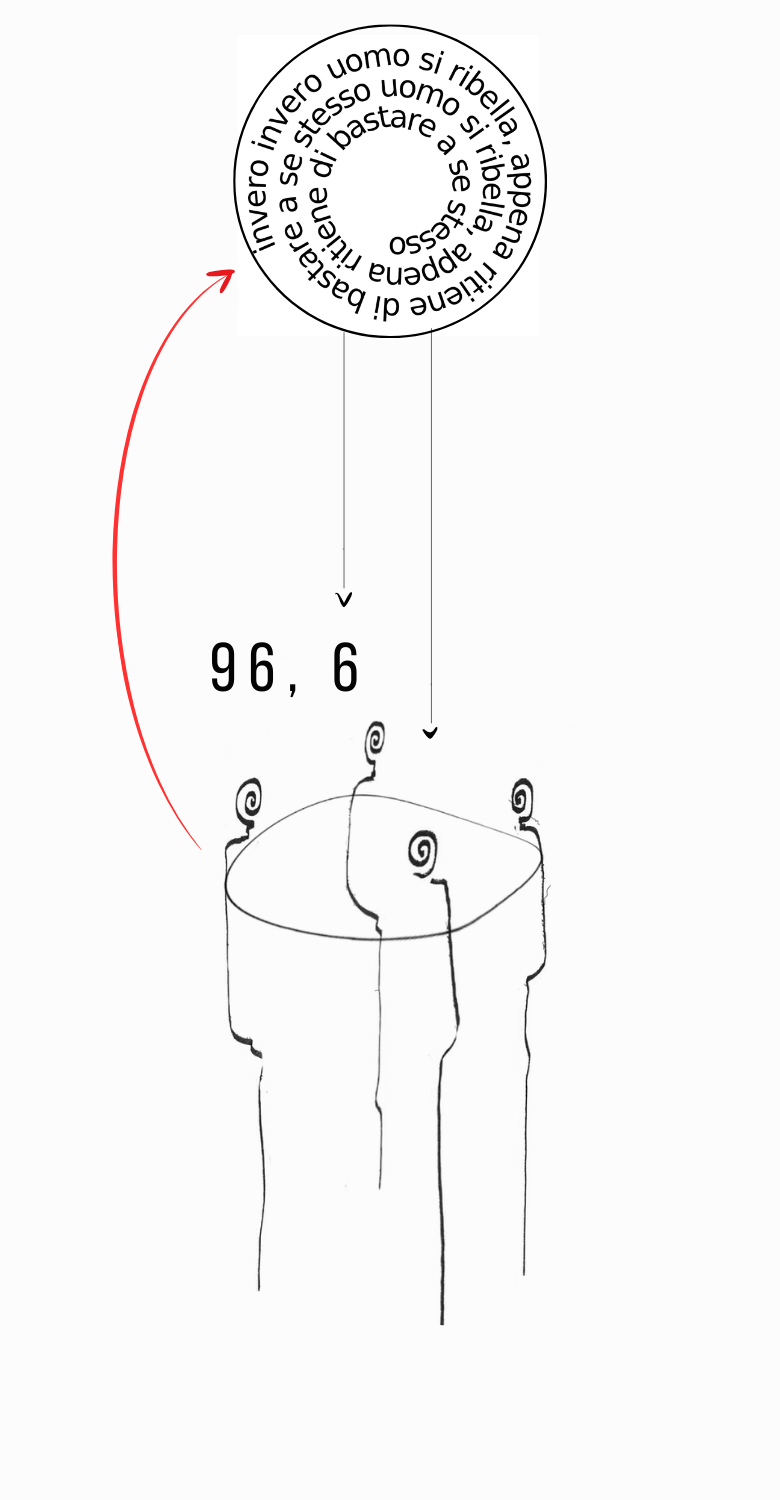 invero invero uomo si ribella, appena ritiene di bastare a se stesso uomo si ribella, appena ritiene di bastare a se stesso
96, 6